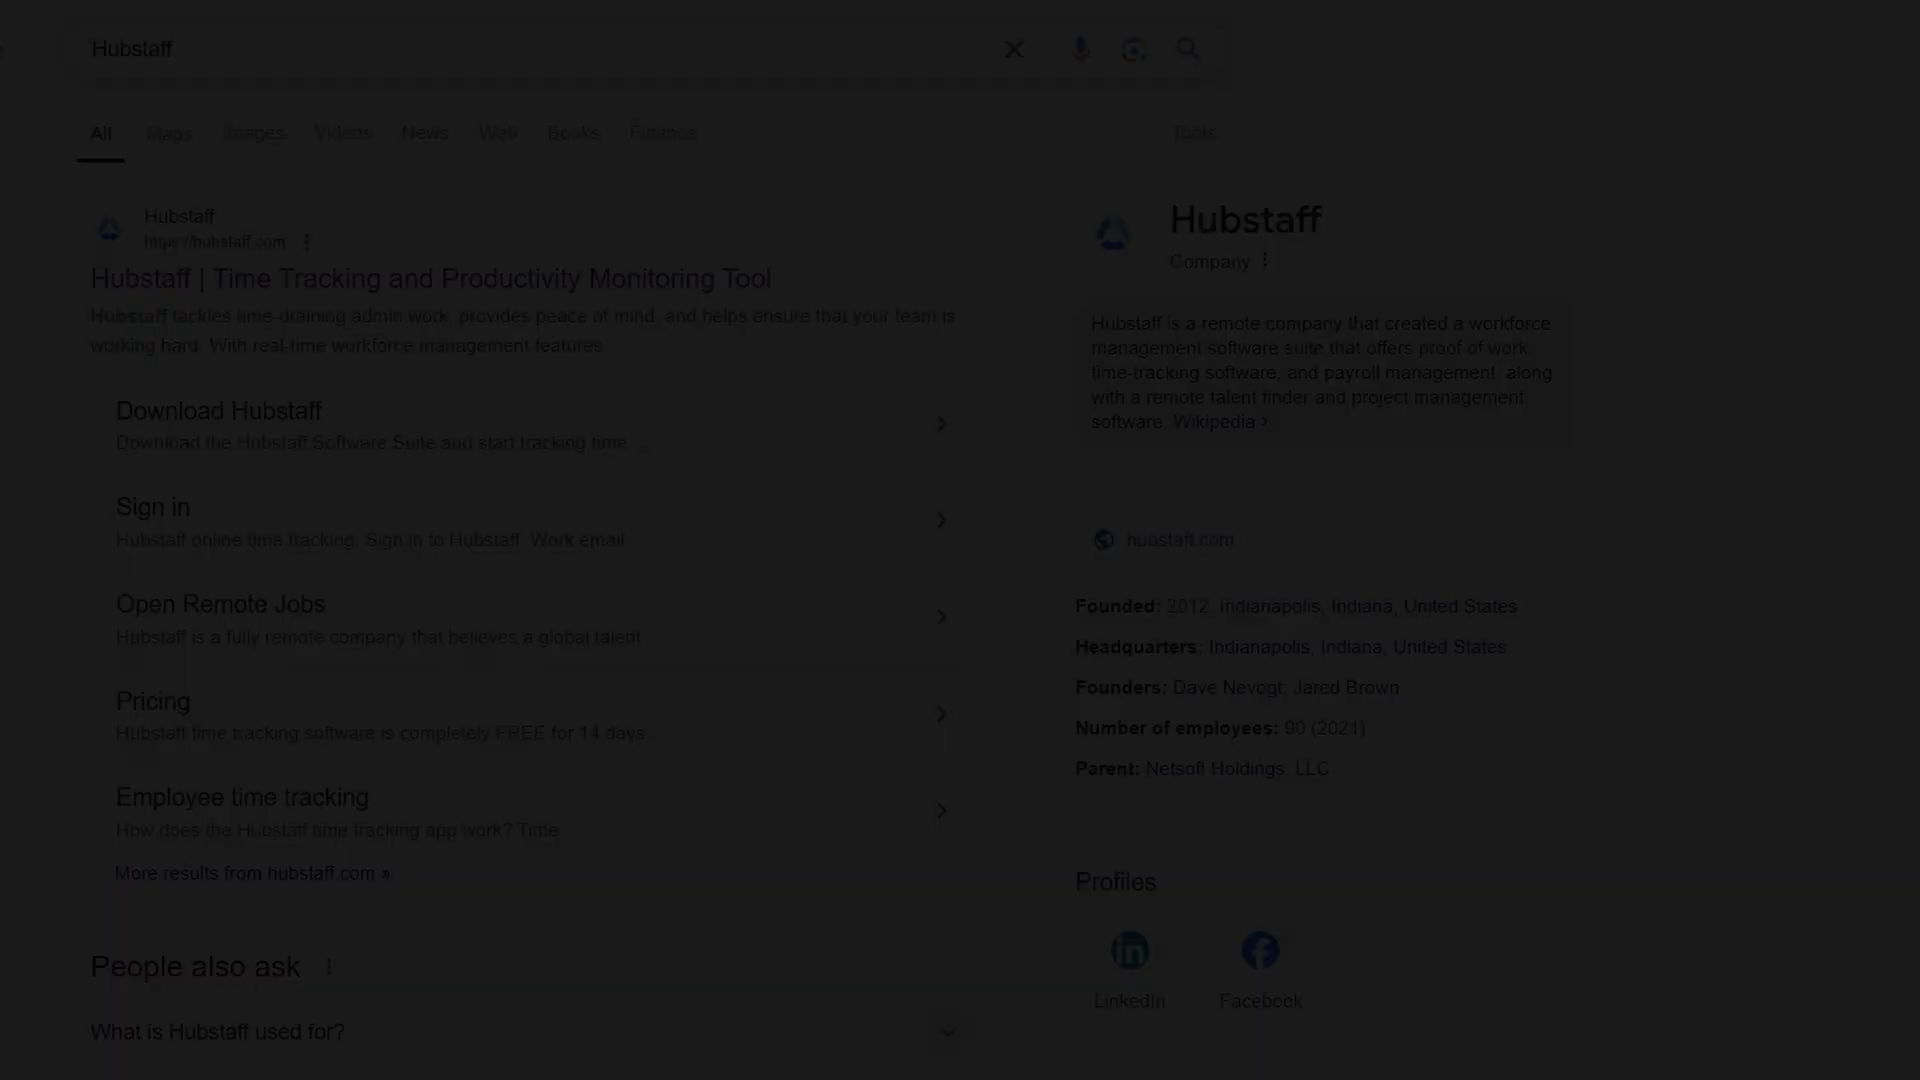 Hubstaff
All Maps Images Videos News Web Books Finance Tools
Hubstaff
https://hubstaff.com
Hubstaff | Time Tracking and Productivity Monitoring Tool
Hubstaff tackles time-draining admin work, provides peace of mind, and helps ensure that your team is
working hard. With real-time workforce management features
Download Hubstaff
Download the Hubstaff Software Suite and start tracking time ...
Sign in
Hubstaff online time tracking. Sign in to Hubstaff. Work email
Open Remote Jobs
Hubstaff is a fully remote company that believes a global talent
Pricing
Hubstaff time tracking software is completely FREE for 14 days ...
Employee time tracking
How does the Hubstaff time tracking app work? Time
More results from hubstaff.com »
People also ask
What is Hubstaff used for?
Hubstaff
Company
Hubstaff is a remote company that created a workforce
management software suite that offers proof of work,
time-tracking software, and payroll management, along
with a remote talent finder and project management
software. Wikipedia ›
hubstaff.com
Founded: 2012, Indianapolis, Indiana, United States
Headquarters: Indianapolis, Indiana, United States
Founders: Dave Nevogt, Jared Brown
Number of employees: 90 (2021)
Parent: Netsoft Holdings, LLC
Profiles
LinkedIn Facebook